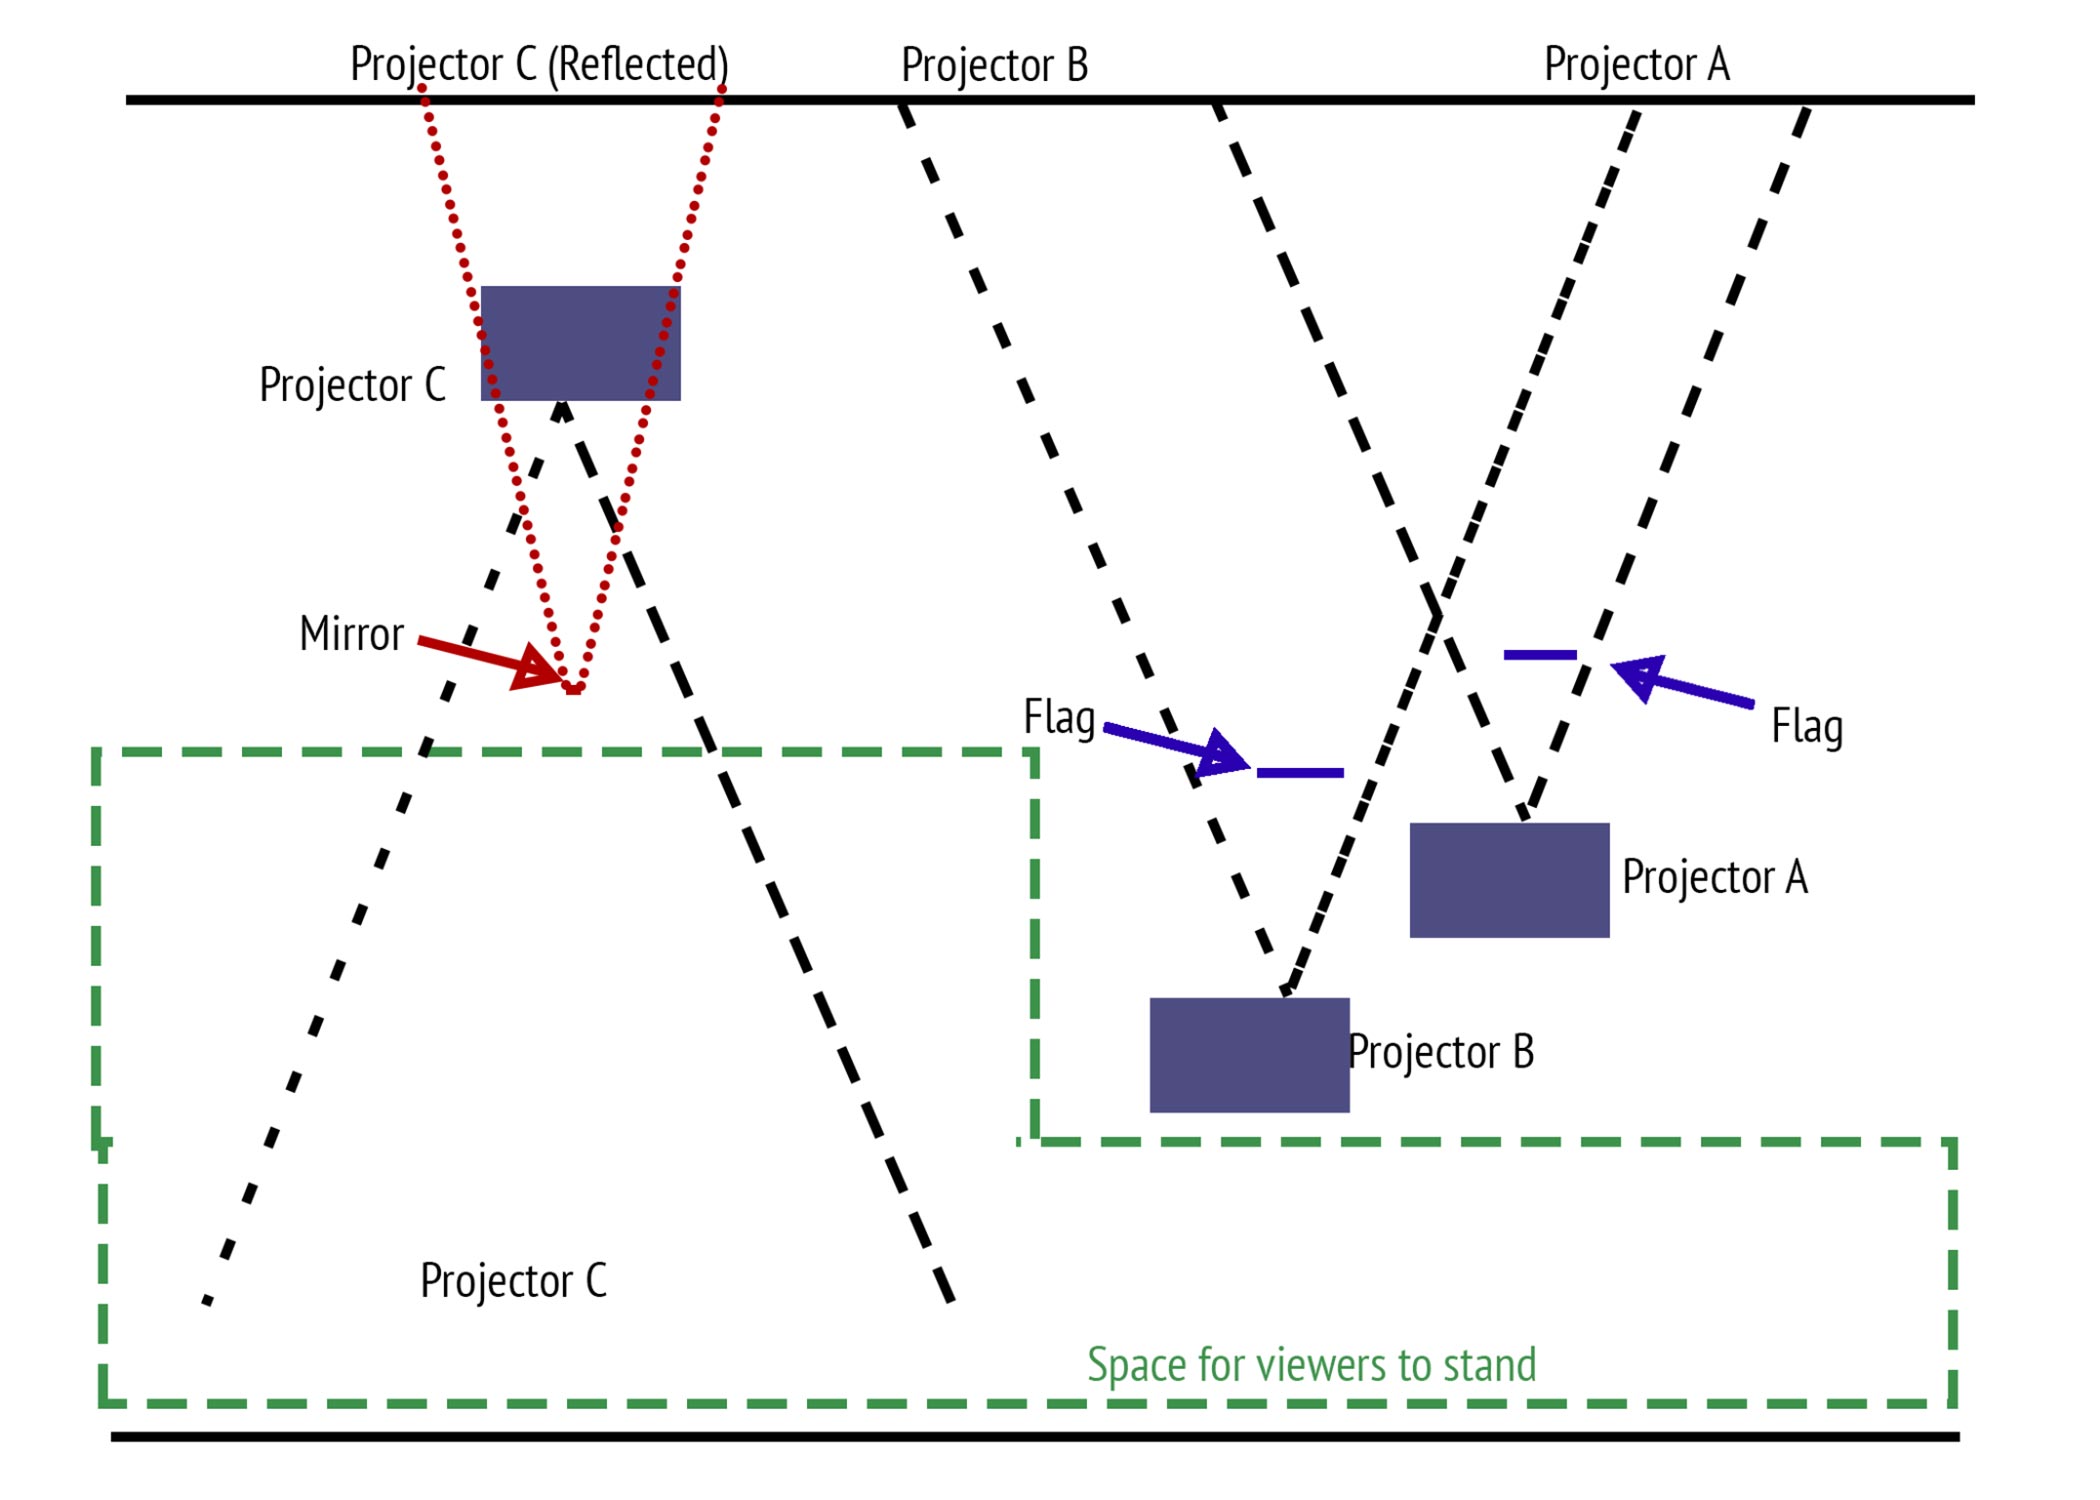 Projector C (Reflected)
Projector B
Projector A
Projector C
Mirror
Flag
Flag
Projector A
Projector B
Projector C
Space for viewers to stand